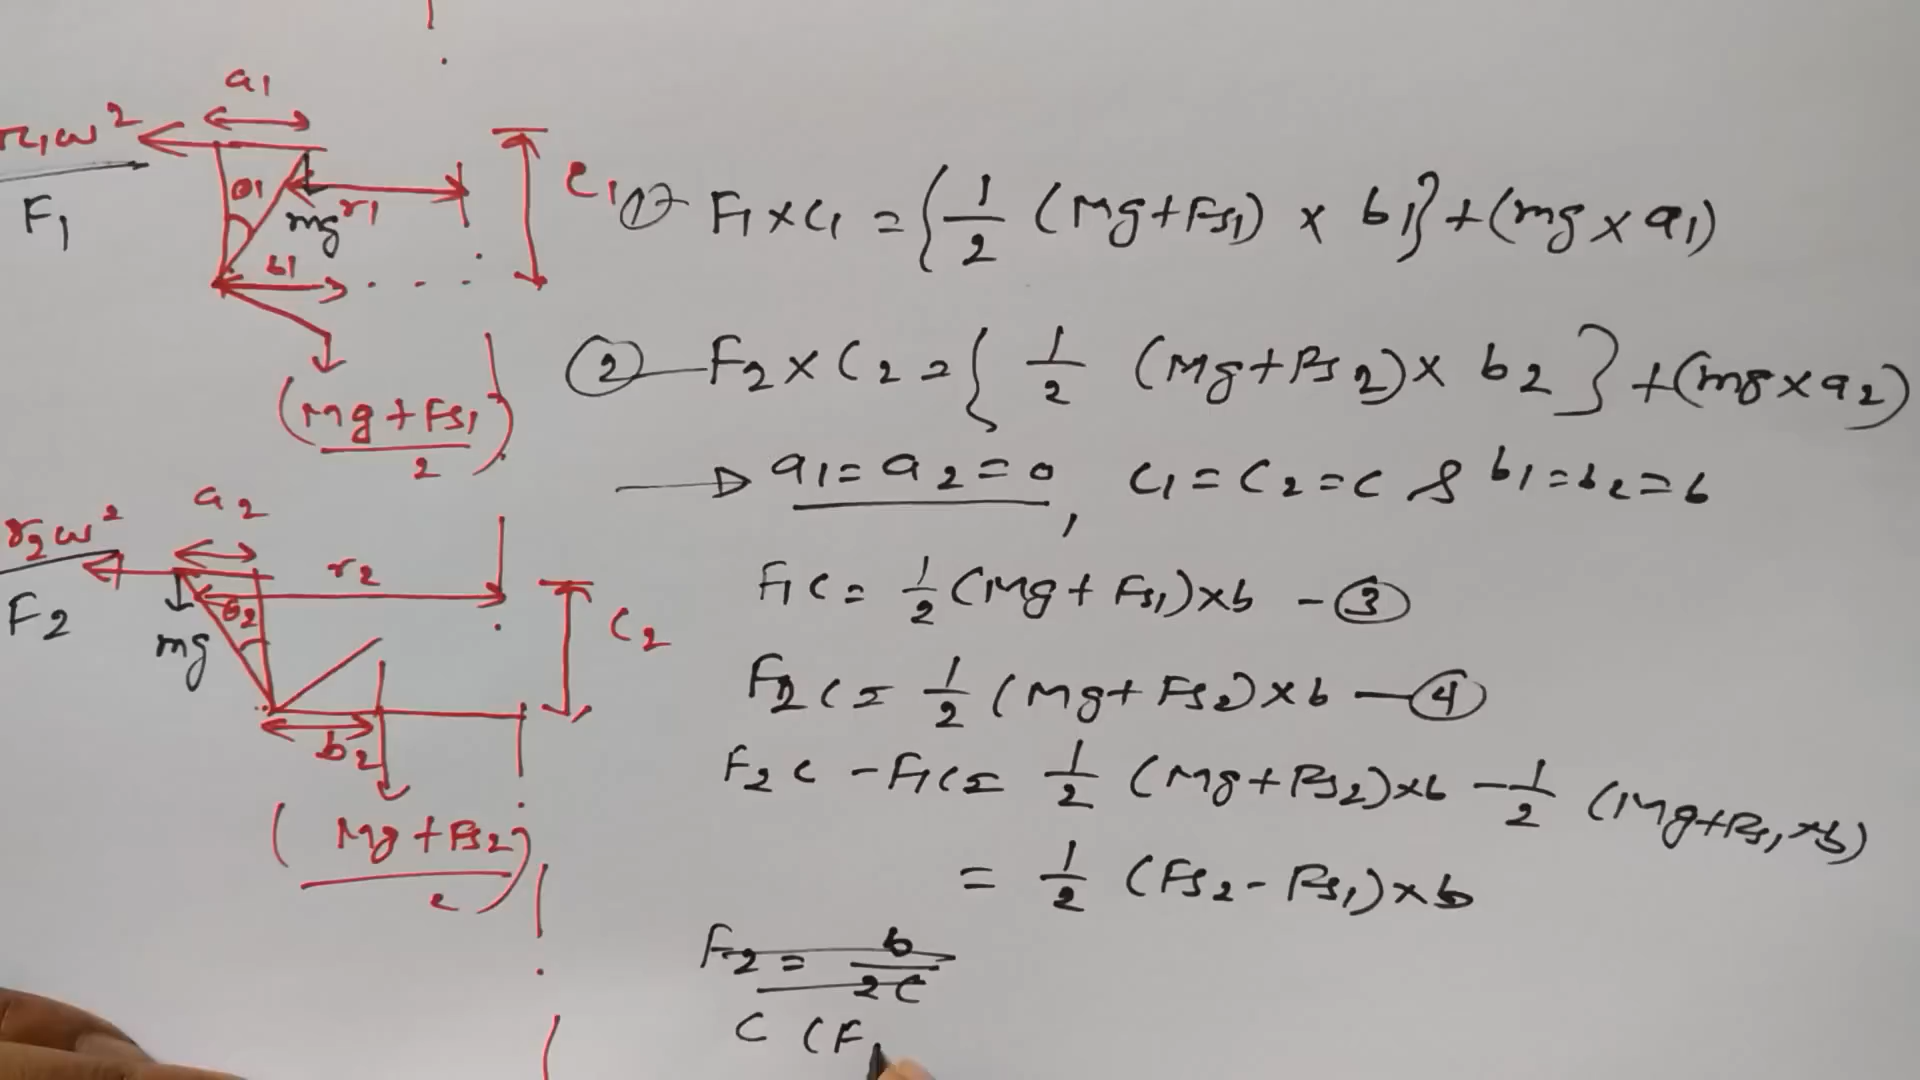 a1
r1ω²
F1
θ1
mg
r1
b1
C1
(Mg+Fs1)
2
a2
r2ω²
F2
θ2
mg
r2
b2
C2
(Mg+Fs2)
2
① F1×C1 = {1/2 (Mg+Fs1) × b1}+(mg×a1)
② F2×C2 = {1/2 (Mg+Fs2)× b2}+(mg×a2)
→ a1=a2=0, C1=C2=C & b1=b2=b
F1C= 1/2(Mg+Fs1)×b -③
F2C= 1/2 (Mg+Fs2)×b -④
F2C -F1C= 1/2 (Mg+Fs2)×b -1/2 (Mg+Fs1×b)
= 1/2 (Fs2-Fs1)×b
F2= b/2C
C (F